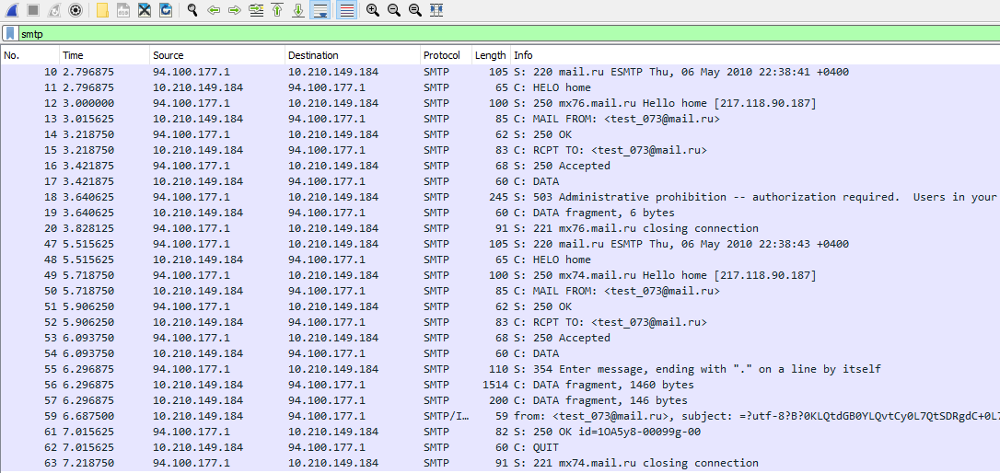 smtp
No. Time Source Destination Protocol Length Info
10 2.796875 94.100.177.1 10.210.149.184 SMTP 105 S: 220 mail.ru ESMTP Thu, 06 May 2010 22:38:41 +0400
11 2.796875 10.210.149.184 94.100.177.1 SMTP 65 C: HELO home
12 3.000000 94.100.177.1 10.210.149.184 SMTP 100 S: 250 mx76.mail.ru Hello home [217.118.90.187]
13 3.015625 10.210.149.184 94.100.177.1 SMTP 85 C: MAIL FROM: <test_073@mail.ru>
14 3.218750 94.100.177.1 10.210.149.184 SMTP 62 S: 250 OK
15 3.218750 10.210.149.184 94.100.177.1 SMTP 83 C: RCPT TO: <test_073@mail.ru>
16 3.421875 94.100.177.1 10.210.149.184 SMTP 68 S: 250 Accepted
17 3.421875 10.210.149.184 94.100.177.1 SMTP 60 C: DATA
18 3.640625 94.100.177.1 10.210.149.184 SMTP 245 S: 503 Administrative prohibition -- authorization required.  Users in your
19 3.640625 10.210.149.184 94.100.177.1 SMTP 60 C: DATA fragment, 6 bytes
20 3.828125 94.100.177.1 10.210.149.184 SMTP 91 S: 221 mx76.mail.ru closing connection
47 5.515625 94.100.177.1 10.210.149.184 SMTP 105 S: 220 mail.ru ESMTP Thu, 06 May 2010 22:38:43 +0400
48 5.515625 10.210.149.184 94.100.177.1 SMTP 65 C: HELO home
49 5.718750 94.100.177.1 10.210.149.184 SMTP 100 S: 250 mx74.mail.ru Hello home [217.118.90.187]
50 5.718750 10.210.149.184 94.100.177.1 SMTP 85 C: MAIL FROM: <test_073@mail.ru>
51 5.906250 94.100.177.1 10.210.149.184 SMTP 62 S: 250 OK
52 5.906250 10.210.149.184 94.100.177.1 SMTP 83 C: RCPT TO: <test_073@mail.ru>
53 6.093750 94.100.177.1 10.210.149.184 SMTP 68 S: 250 Accepted
54 6.093750 10.210.149.184 94.100.177.1 SMTP 60 C: DATA
55 6.296875 94.100.177.1 10.210.149.184 SMTP 110 S: 354 Enter message, ending with "." on a line by itself
56 6.296875 10.210.149.184 94.100.177.1 SMTP 1514 C: DATA fragment, 1460 bytes
57 6.296875 10.210.149.184 94.100.177.1 SMTP 200 C: DATA fragment, 146 bytes
59 6.687500 10.210.149.184 94.100.177.1 SMTP/I… 59 from: <test_073@mail.ru>, subject: =?utf-8?B?0KLQtdGB0YLQvtCy0L7QtSDRgdC+0L7
61 7.015625 94.100.177.1 10.210.149.184 SMTP 82 S: 250 OK id=1OA5y8-00099g-00
62 7.015625 10.210.149.184 94.100.177.1 SMTP 60 C: QUIT
63 7.218750 94.100.177.1 10.210.149.184 SMTP 91 S: 221 mx74.mail.ru closing connection